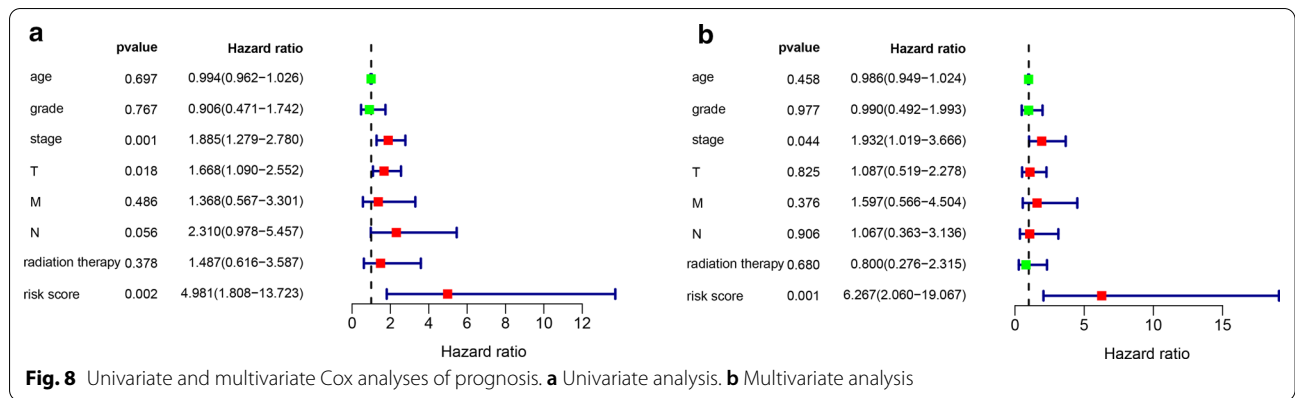 a
pvalue Hazard ratio
age 0.697 0.994(0.962−1.026)
grade 0.767 0.906(0.471−1.742)
stage 0.001 1.885(1.279−2.780)
T 0.018 1.668(1.090−2.552)
M 0.486 1.368(0.567−3.301)
N 0.056 2.310(0.978−5.457)
radiation therapy 0.378 1.487(0.616−3.587)
risk score 0.002 4.981(1.808−13.723)
0 2 4 6 8 10 12
Hazard ratio
b
pvalue Hazard ratio
age 0.458 0.986(0.949−1.024)
grade 0.977 0.990(0.492−1.993)
stage 0.044 1.932(1.019−3.666)
T 0.825 1.087(0.519−2.278)
M 0.376 1.597(0.566−4.504)
N 0.906 1.067(0.363−3.136)
radiation therapy 0.680 0.800(0.276−2.315)
risk score 0.001 6.267(2.060−19.067)
0 5 10 15
Hazard ratio
Fig. 8 Univariate and multivariate Cox analyses of prognosis. a Univariate analysis. b Multivariate analysis